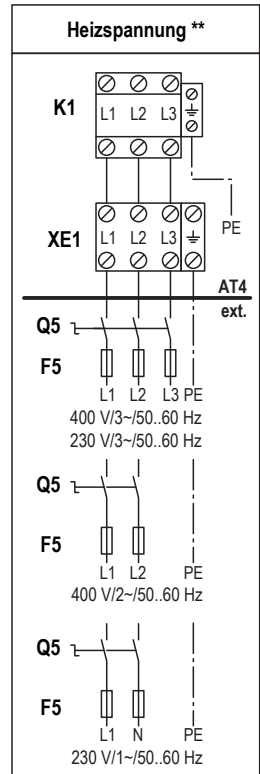 Heizspannung **
K1
L1 L2 L3
PE
XE1
L1 L2 L3
AT4
ext.
Q5
F5
L1 L2 L3 PE
400 V/3~/50..60 Hz
230 V/3~/50..60 Hz
Q5
F5
L1 L2 PE
400 V/2~/50..60 Hz
Q5
F5
L1 N PE
230 V/1~/50..60 Hz